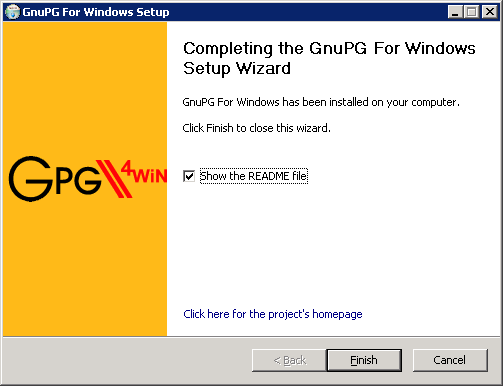 GnuPG For Windows Setup
Completing the GnuPG For Windows
Setup Wizard
GnuPG For Windows has been installed on your computer.
Click Finish to close this wizard.
GPG4WiN
Show the README file
Click here for the project's homepage
< Back
Finish
Cancel